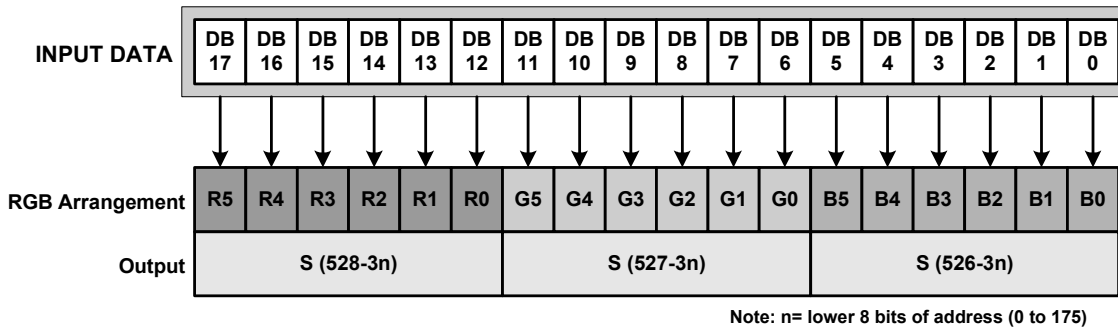 INPUT DATA DB 17 DB 16 DB 15 DB 14 DB 13 DB 12 DB 11 DB 10 DB 9 DB 8 DB 7 DB 6 DB 5 DB 4 DB 3 DB 2 DB 1 DB 0
RGB Arrangement R5 R4 R3 R2 R1 R0 G5 G4 G3 G2 G1 G0 B5 B4 B3 B2 B1 B0
Output S (528-3n) S (527-3n) S (526-3n)
Note: n= lower 8 bits of address (0 to 175)